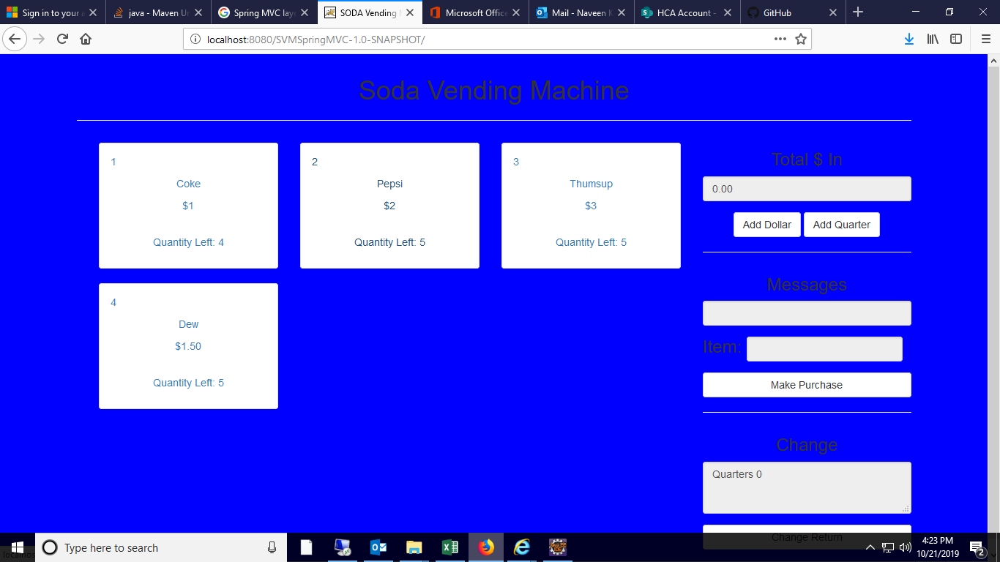 Sign in to your a
java - Maven Un
Spring MVC laye
SODA Vending M
Microsoft Office
Mail - Naveen K
HCA Account -
GitHub
localhost:8080/SVMSpringMVC-1.0-SNAPSHOT/
Soda Vending Machine
1
Coke
$1
Quantity Left: 4
2
Pepsi
$2
Quantity Left: 5
3
Thumsup
$3
Quantity Left: 5
4
Dew
$1.50
Quantity Left: 5
Total $ In
0.00
Add Dollar
Add Quarter
Messages
Item:
Make Purchase
Change
Quarters 0
Change Return
Type here to search
4:23 PM
10/21/2019
2